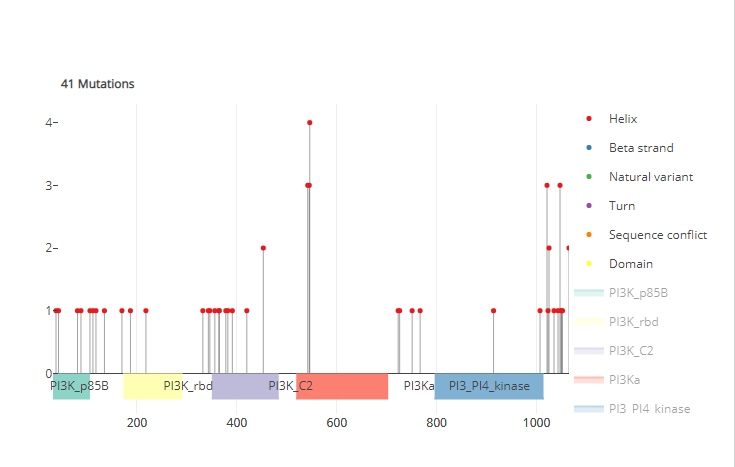 41 Mutations
4
3
2
1
0
PI3K_p85B
PI3K_rbd
PI3K_C2
PI3Ka
PI3_PI4_kinase
200
400
600
800
1000
Helix
Beta strand
Natural variant
Turn
Sequence conflict
Domain
PI3K_p85B
PI3K_rbd
PI3K_C2
PI3Ka
PI3_PI4_kinase